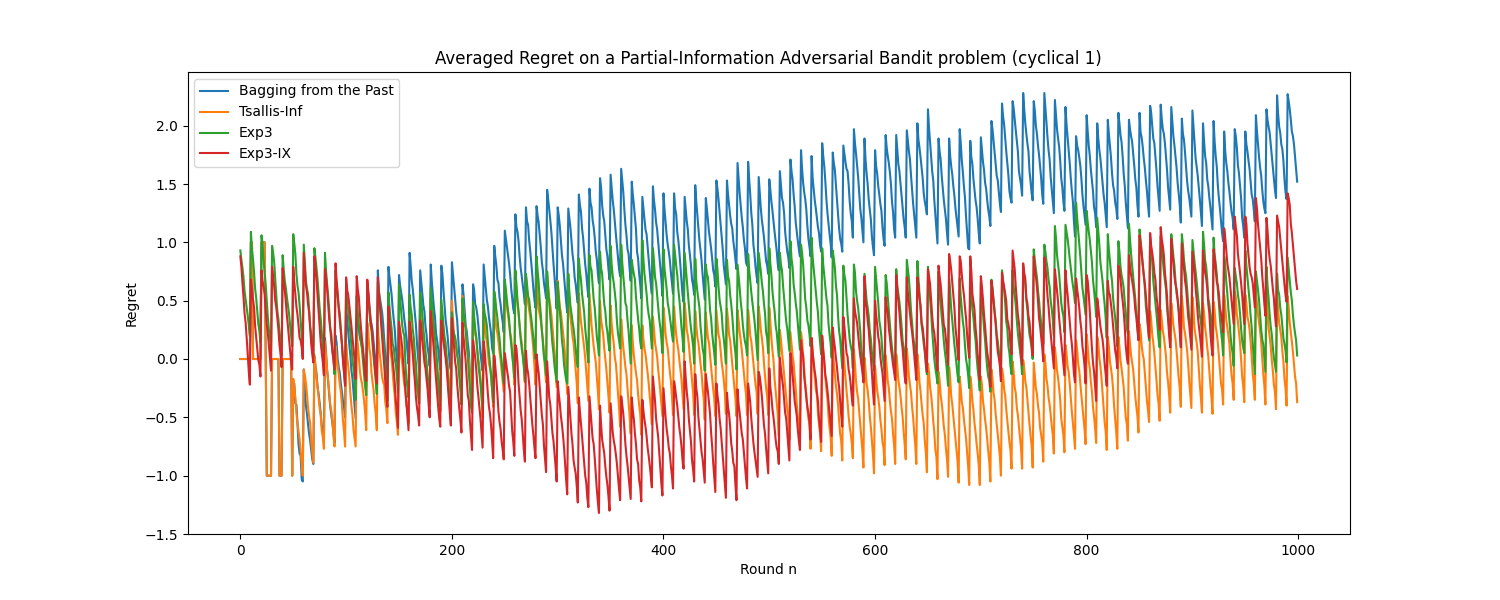 Averaged Regret on a Partial-Information Adversarial Bandit problem (cyclical 1)
Bagging from the Past
Tsallis-Inf
Exp3
Exp3-IX
Regret
2.0
1.5
1.0
0.5
0.0
−0.5
−1.0
−1.5
0 200 400 600 800 1000
Round n